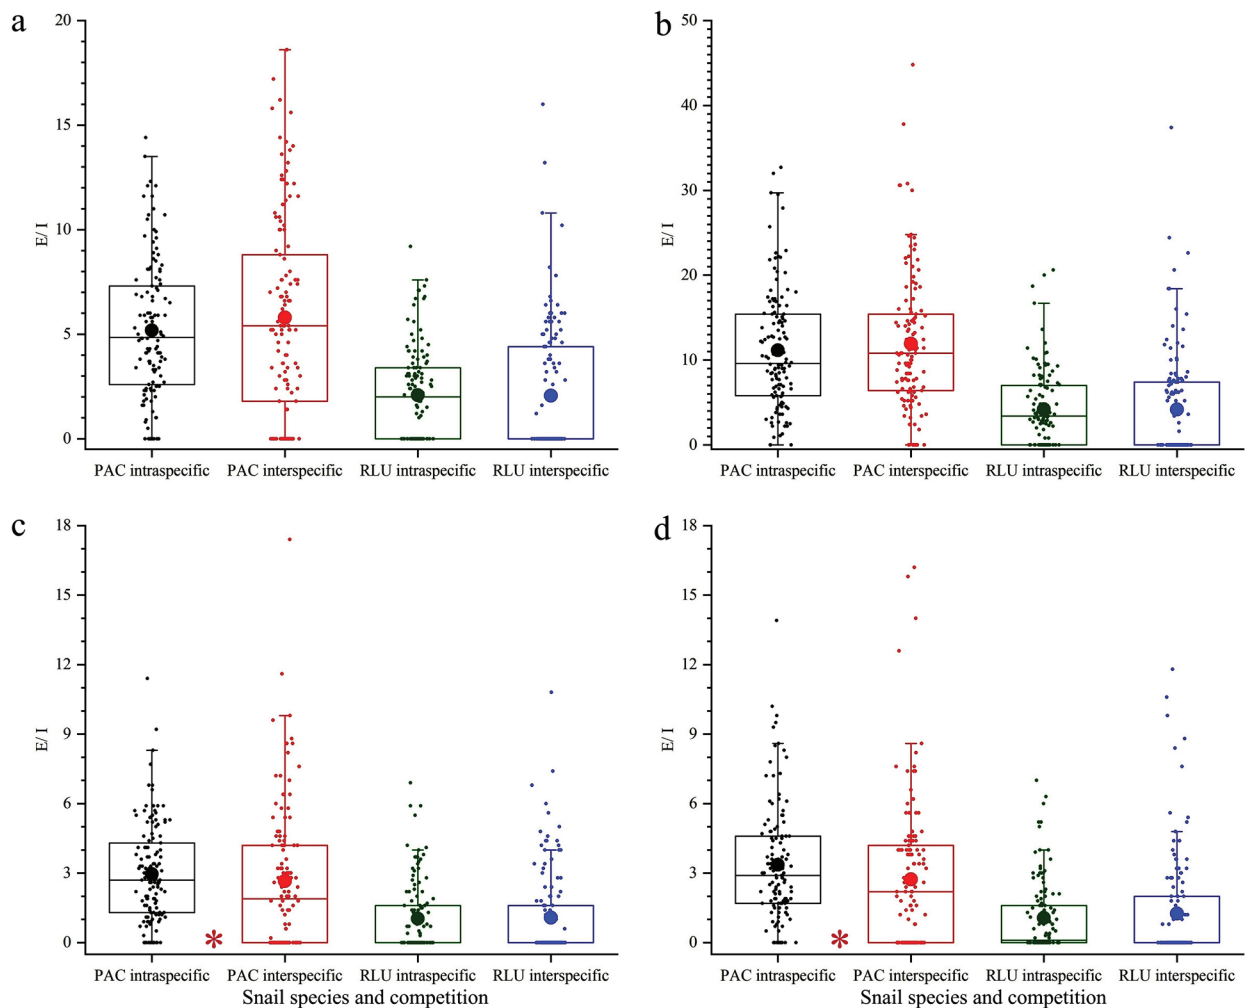 a
20
15
10
5
0
E/ I
PAC intraspecific PAC interspecific RLU intraspecific RLU interspecific
b
50
40
30
20
10
0
E/ I
PAC intraspecific PAC interspecific RLU intraspecific RLU interspecific
c
18
15
12
9
6
3
0
E/ I
*
PAC intraspecific PAC interspecific RLU intraspecific RLU interspecific
Snail species and competition
d
18
15
12
9
6
3
0
E/ I
*
PAC intraspecific PAC interspecific RLU intraspecific RLU interspecific
Snail species and competition